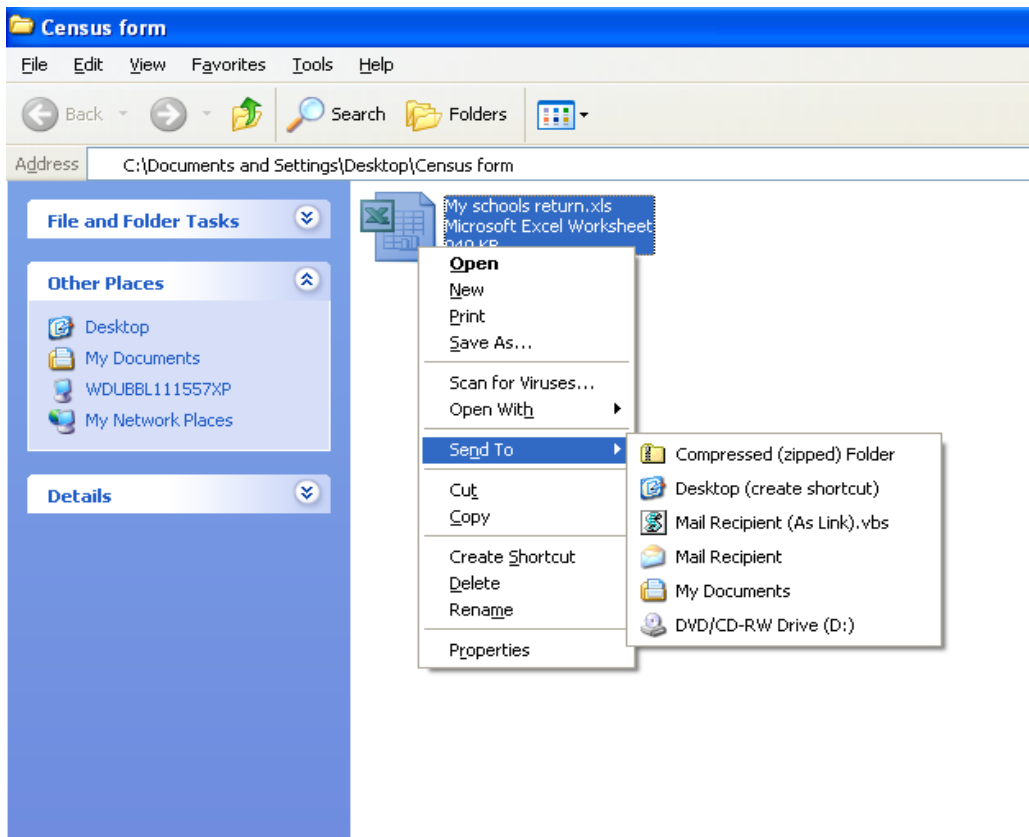 Census form
File Edit View Favorites Tools Help
Back Search Folders
Address C:\Documents and Settings\Desktop\Census form
File and Folder Tasks
Other Places
Desktop
My Documents
WDUBBL111557XP
My Network Places
Details
My schools return.xls
Microsoft Excel Worksheet
KB
Open
New
Print
Save As...
Scan for Viruses...
Open With
Send To
Cut
Copy
Create Shortcut
Delete
Rename
Properties
Compressed (zipped) Folder
Desktop (create shortcut)
Mail Recipient (As Link).vbs
Mail Recipient
My Documents
DVD/CD-RW Drive (D:)